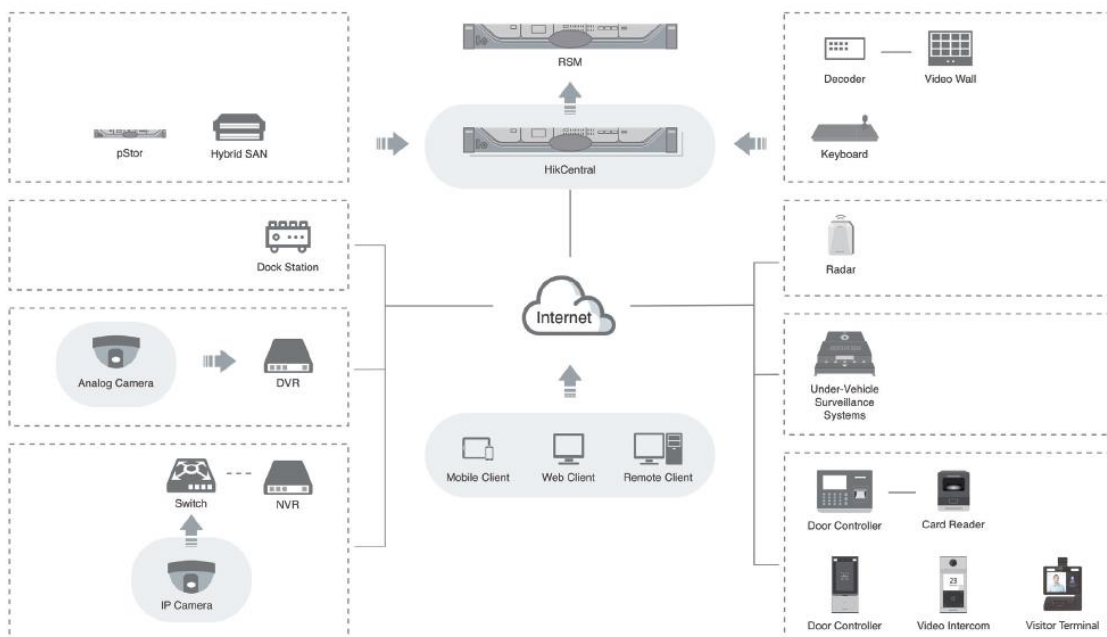 RSM
Decoder
Video Wall
pStor
Hybrid SAN
HikCentral
Keyboard
Dock Station
Radar
Internet
Analog Camera
DVR
Under-Vehicle
Surveillance
Systems
Mobile Client
Web Client
Remote Client
Switch
NVR
Door Controller
Card Reader
IP Camera
23
Door Controller
Video Intercom
Visitor Terminal